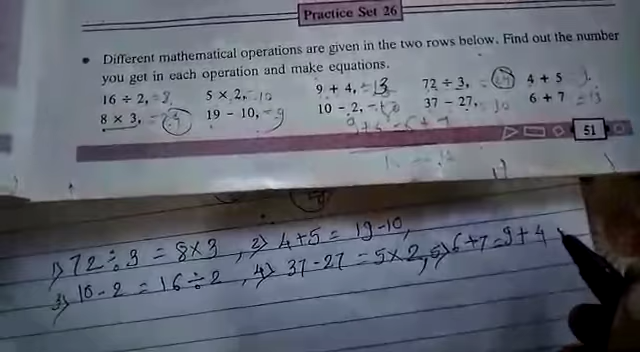 Practice Set 26
• Different mathematical operations are given in the two rows below. Find out the number
you get in each operation and make equations.
16 ÷ 2, = 8 5 × 2, = 10 9 + 4, = 13 72 ÷ 3, = 24 4 + 5
8 × 3, = 24 19 - 10, = 9 10 - 2, = 8 37 - 27, = 10 6 + 7 = 13
51
1) 72 ÷ 3 = 8 × 3, 2) 4 + 5 = 19 - 10,
3) 10 - 2 = 16 ÷ 2, 4) 37 - 27 = 5 × 2, 5) 6 + 7 = 9 + 4